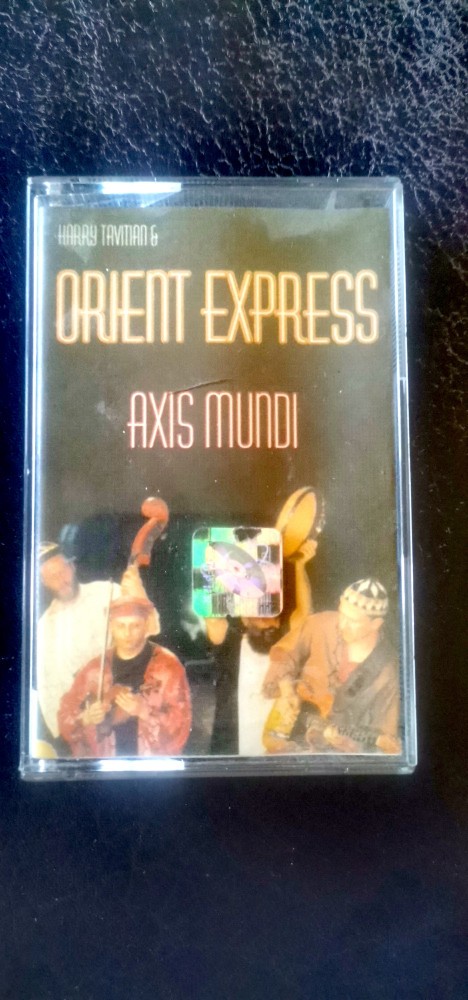 HARRY TAVITIAN &
ORIENT EXPRESS
AXIS MUNDI